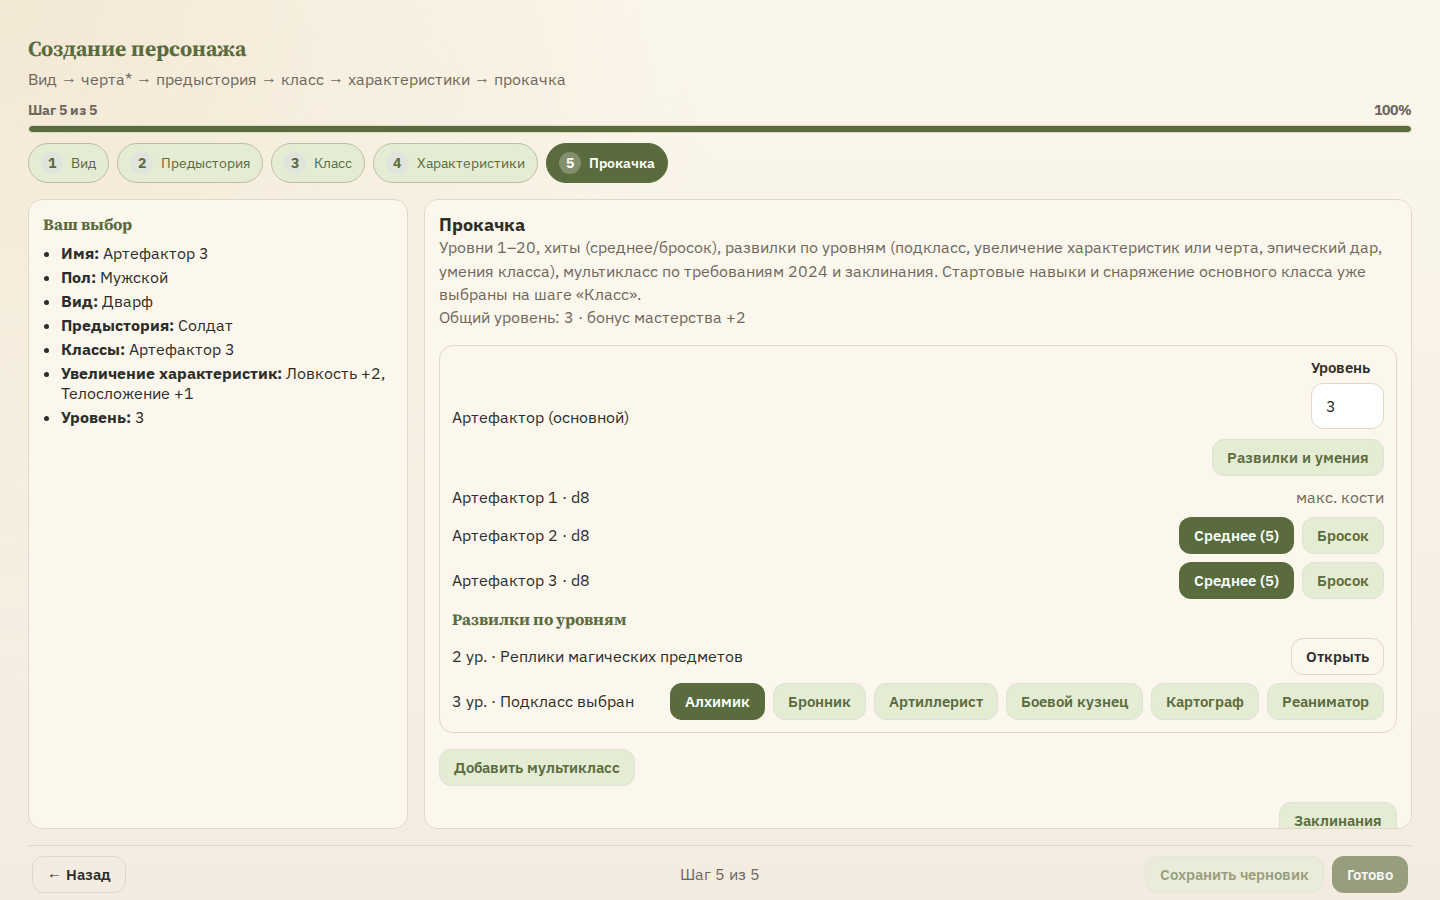 Создание персонажа
Вид → черта* → предыстория → класс → характеристики → прокачка
Шаг 5 из 5
100%
1 Вид
2 Предыстория
3 Класс
4 Характеристики
5 Прокачка
Ваш выбор
• Имя: Артефактор 3
• Пол: Мужской
• Вид: Дварф
• Предыстория: Солдат
• Классы: Артефактор 3
• Увеличение характеристик: Ловкость +2,
Телосложение +1
• Уровень: 3
Прокачка
Уровни 1–20, хиты (среднее/бросок), развилки по уровням (подкласс, увеличение характеристик или черта, эпический дар,
умения класса), мультикласс по требованиям 2024 и заклинания. Стартовые навыки и снаряжение основного класса уже
выбраны на шаге «Класс».
Общий уровень: 3 · бонус мастерства +2
Уровень
Артефактор (основной)
3
Развилки и умения
Артефактор 1 · d8
макс. кости
Артефактор 2 · d8
Среднее (5)
Бросок
Артефактор 3 · d8
Среднее (5)
Бросок
Развилки по уровням
2 ур. · Реплики магических предметов
Открыть
3 ур. · Подкласс выбран
Алхимик
Бронник
Артиллерист
Боевой кузнец
Картограф
Реаниматор
Добавить мультикласс
Заклинания
← Назад
Шаг 5 из 5
Сохранить черновик
Готово